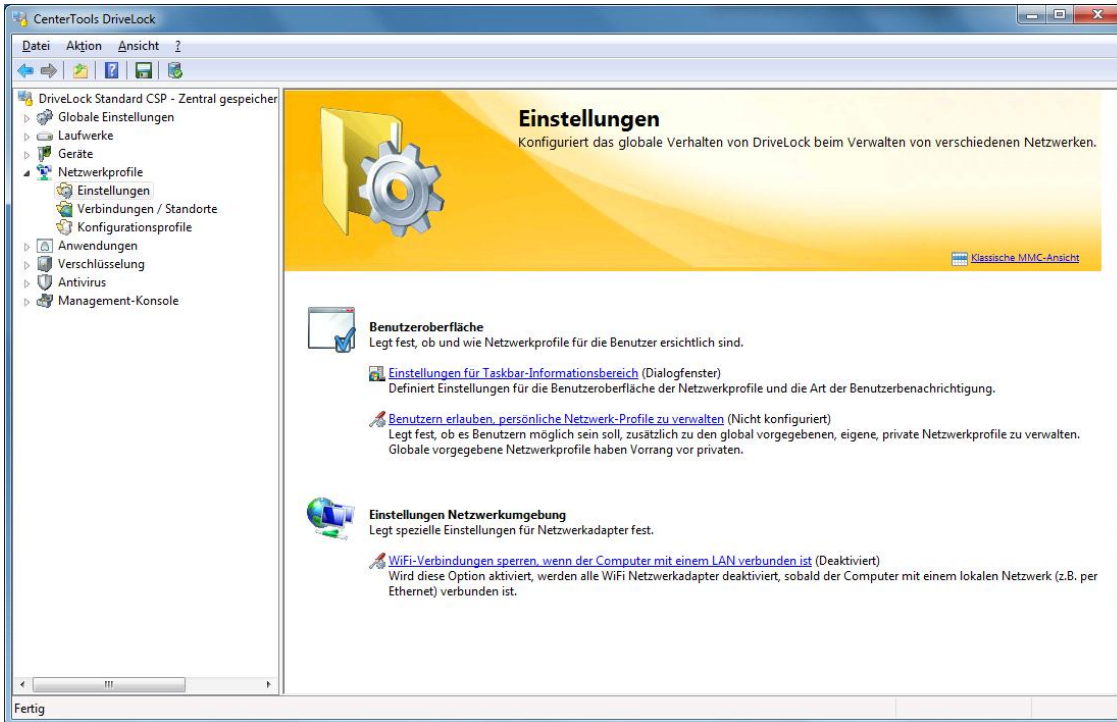 CenterTools DriveLock
Datei Aktion Ansicht ?
DriveLock Standard CSP - Zentral gespeicher
Globale Einstellungen
Laufwerke
Geräte
Netzwerkprofile
Einstellungen
Verbindungen / Standorte
Konfigurationsprofile
Anwendungen
Verschlüsselung
Antivirus
Management-Konsole
Einstellungen
Konfiguriert das globale Verhalten von DriveLock beim Verwalten von verschiedenen Netzwerken.
Klassische MMC-Ansicht
Benutzeroberfläche
Legt fest, ob und wie Netzwerkprofile für die Benutzer ersichtlich sind.
Einstellungen für Taskbar-Informationsbereich (Dialogfenster)
Definiert Einstellungen für die Benutzeroberfläche der Netzwerkprofile und die Art der Benutzerbenachrichtigung.
Benutzern erlauben, persönliche Netzwerk-Profile zu verwalten (Nicht konfiguriert)
Legt fest, ob es Benutzern möglich sein soll, zusätzlich zu den global vorgegebenen, eigene, private Netzwerkprofile zu verwalten.
Globale vorgegebene Netzwerkprofile haben Vorrang vor privaten.
Einstellungen Netzwerkumgebung
Legt spezielle Einstellungen für Netzwerkadapter fest.
WiFi-Verbindungen sperren, wenn der Computer mit einem LAN verbunden ist (Deaktiviert)
Wird diese Option aktiviert, werden alle WiFi Netzwerkadapter deaktiviert, sobald der Computer mit einem lokalen Netzwerk (z.B. per
Ethernet) verbunden ist.
Fertig